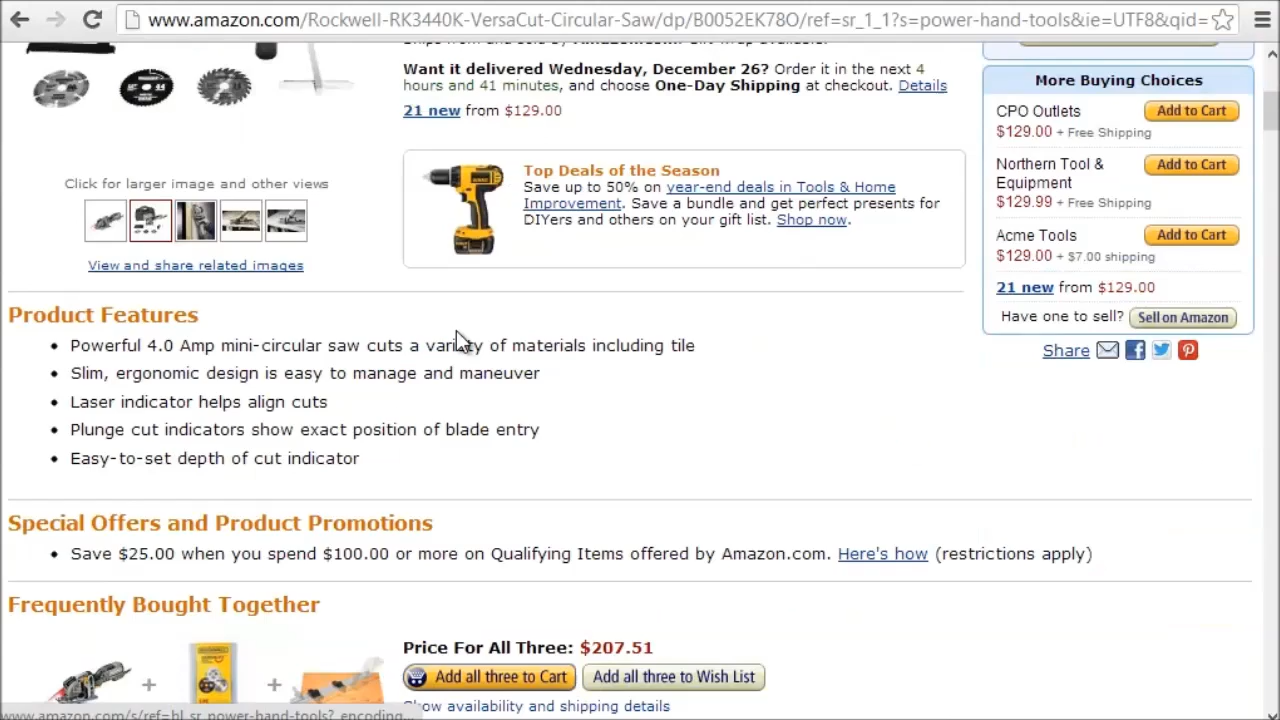 www.amazon.com/Rockwell-RK3440K-VersaCut-Circular-Saw/dp/B0052EK78O/ref=sr_1_1?s=power-hand-tools&ie=UTF8&qid=
Want it delivered Wednesday, December 26? Order it in the next 4
hours and 41 minutes, and choose One-Day Shipping at checkout. Details
21 new from $129.00
Click for larger image and other views
View and share related images
Top Deals of the Season
Save up to 50% on year-end deals in Tools & Home
Improvement. Save a bundle and get perfect presents for
DIYers and others on your gift list. Shop now.
More Buying Choices
CPO Outlets Add to Cart
$129.00 + Free Shipping
Northern Tool & Add to Cart
Equipment
$129.99 + Free Shipping
Acme Tools Add to Cart
$129.00 + $7.00 shipping
21 new from $129.00
Have one to sell? Sell on Amazon
Share
Product Features
• Powerful 4.0 Amp mini-circular saw cuts a variety of materials including tile
• Slim, ergonomic design is easy to manage and maneuver
• Laser indicator helps align cuts
• Plunge cut indicators show exact position of blade entry
• Easy-to-set depth of cut indicator
Special Offers and Product Promotions
• Save $25.00 when you spend $100.00 or more on Qualifying Items offered by Amazon.com. Here's how (restrictions apply)
Frequently Bought Together
Price For All Three: $207.51
Add all three to Cart Add all three to Wish List
Show availability and shipping details